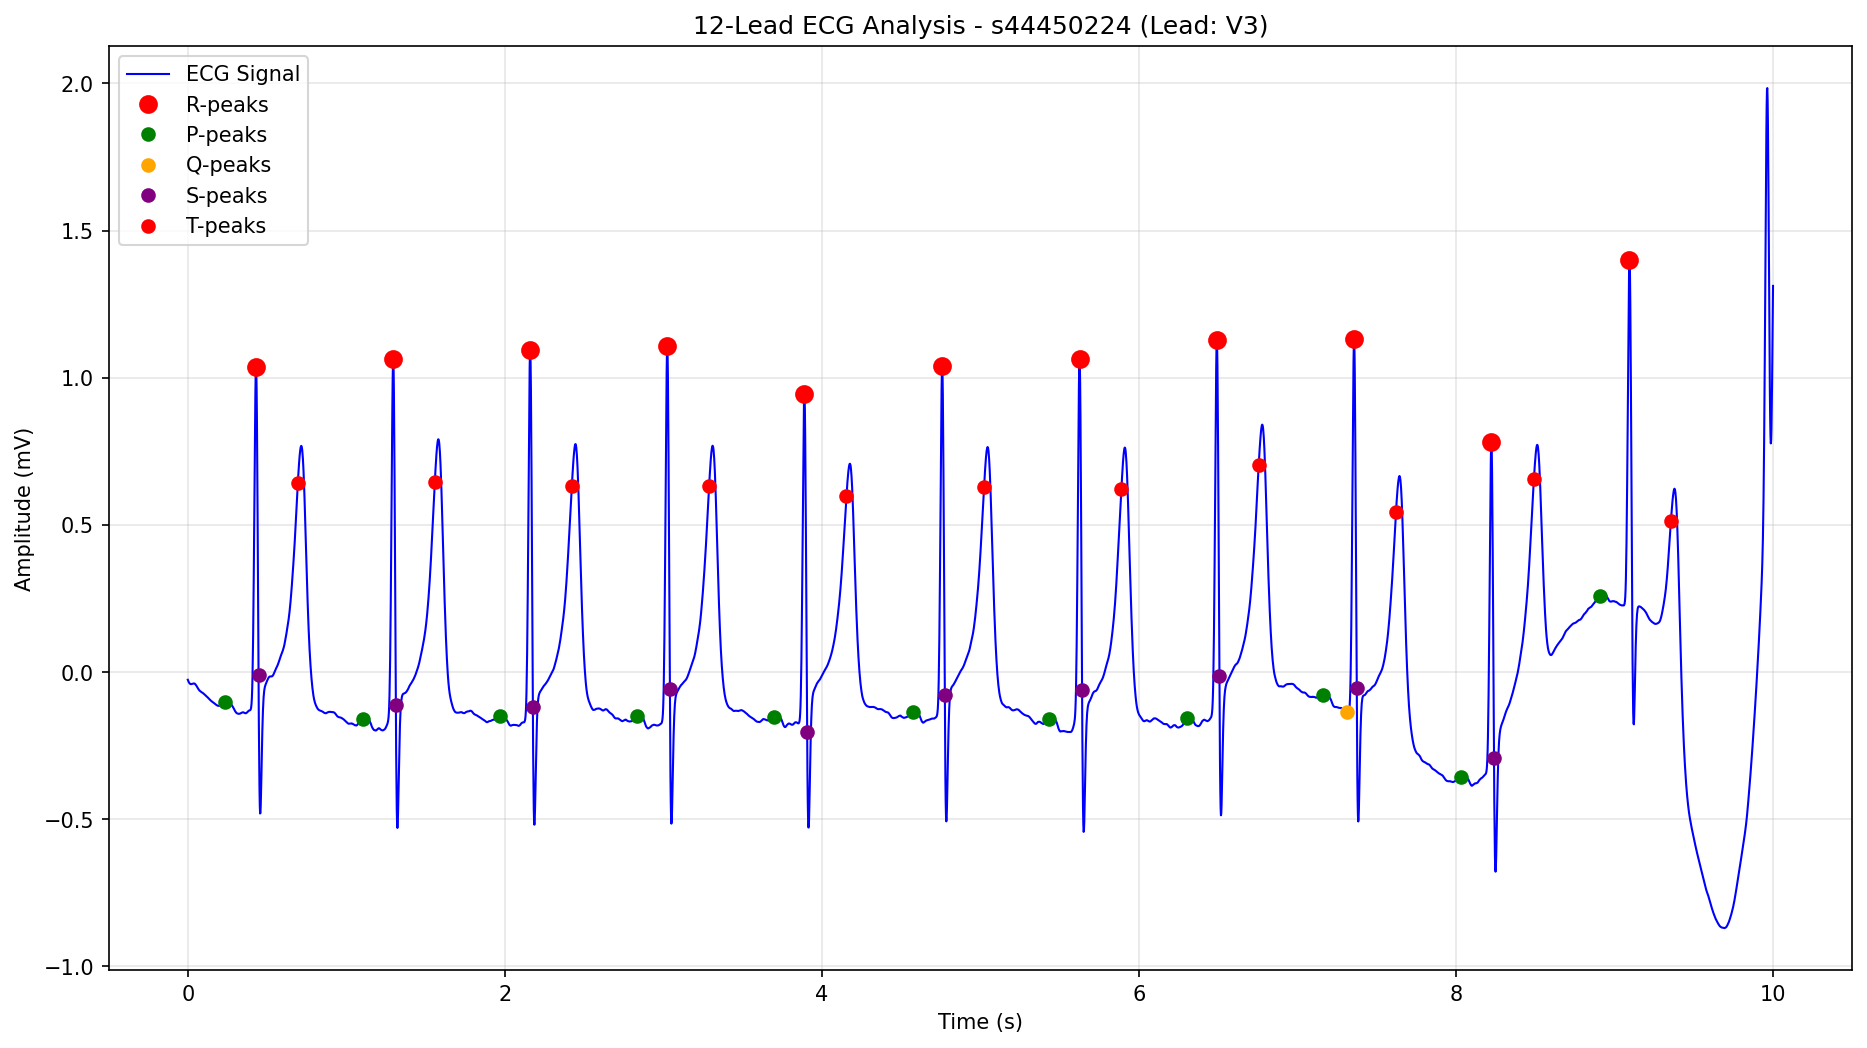 12-Lead ECG Analysis - s44450224 (Lead: V3)
ECG Signal
R-peaks
P-peaks
Q-peaks
S-peaks
T-peaks
Amplitude (mV)
2.0
1.5
1.0
0.5
0.0
−0.5
−1.0
0 2 4 6 8 10
Time (s)